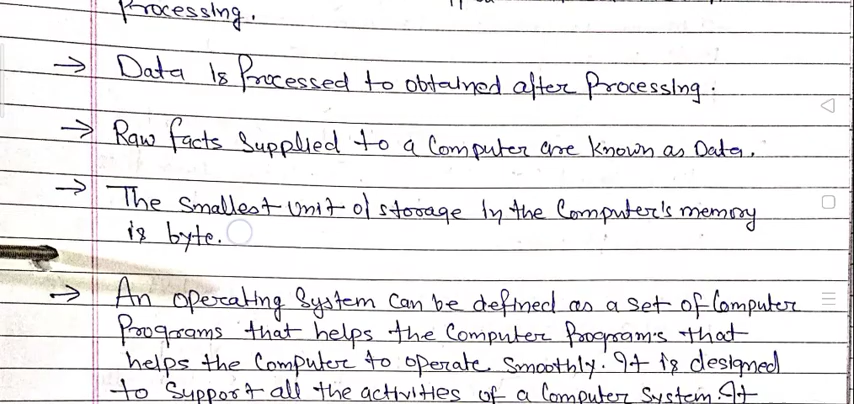 Processing.
→ Data is Processed to obtained after Processing.
→ Raw facts Supplied to a Computer are known as Data.
→ The Smallest Unit of storage in the Computer's memory
is byte.
→ An operating System can be defined as a set of Computer
Programs that helps the Computer Program's that
helps the Computer to operate Smoothly. It is designed
to Support all the activities of a Computer System. It